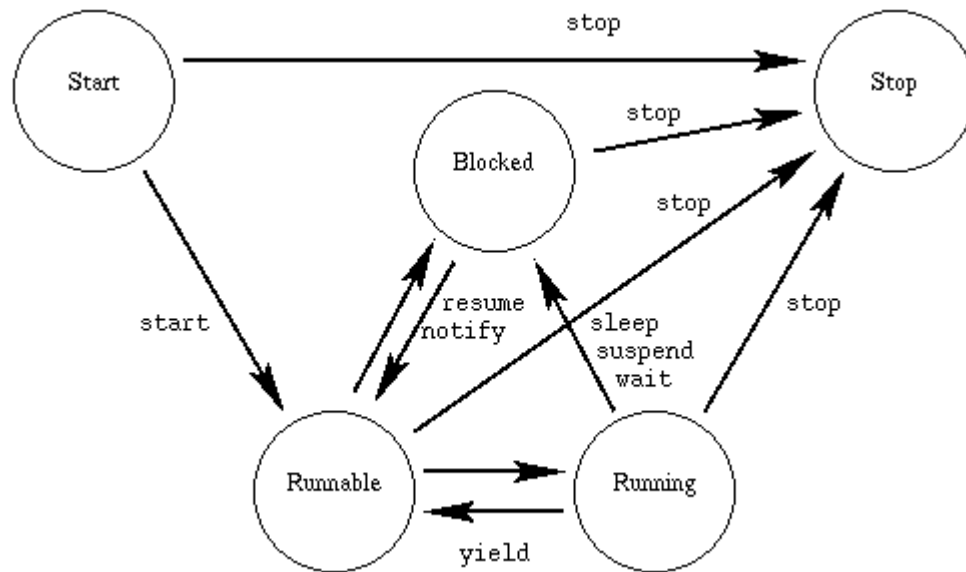 stop
Start
Stop
stop
Blocked
stop
resume
notify
start
sleep
suspend
wait
stop
Runnable
Running
yield